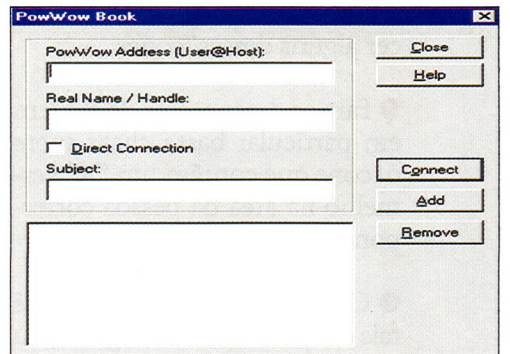 PowWow Book
PowWow Address (User@Host):
Close
Help
Real Name / Handle:
Direct Connection
Subject:
Connect
Add
Remove